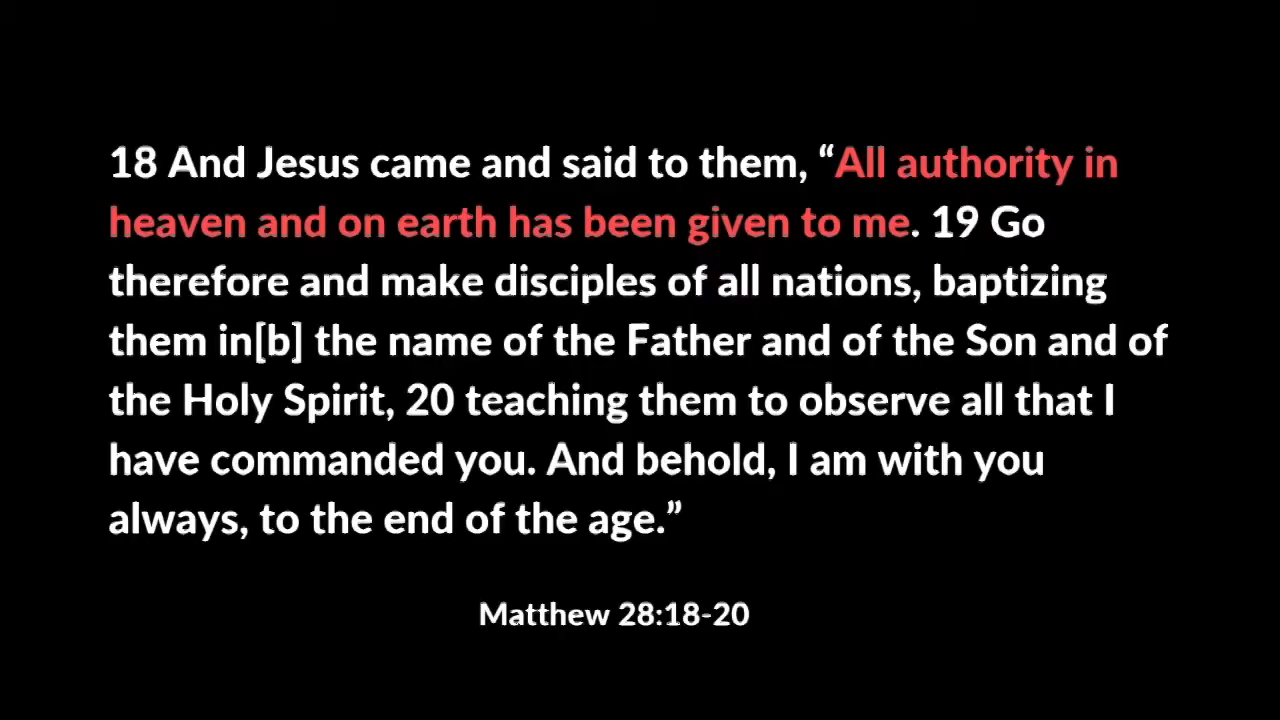 18 And Jesus came and said to them, “All authority in
heaven and on earth has been given to me. 19 Go
therefore and make disciples of all nations, baptizing
them in[b] the name of the Father and of the Son and of
the Holy Spirit, 20 teaching them to observe all that I
have commanded you. And behold, I am with you
always, to the end of the age.”
Matthew 28:18-20